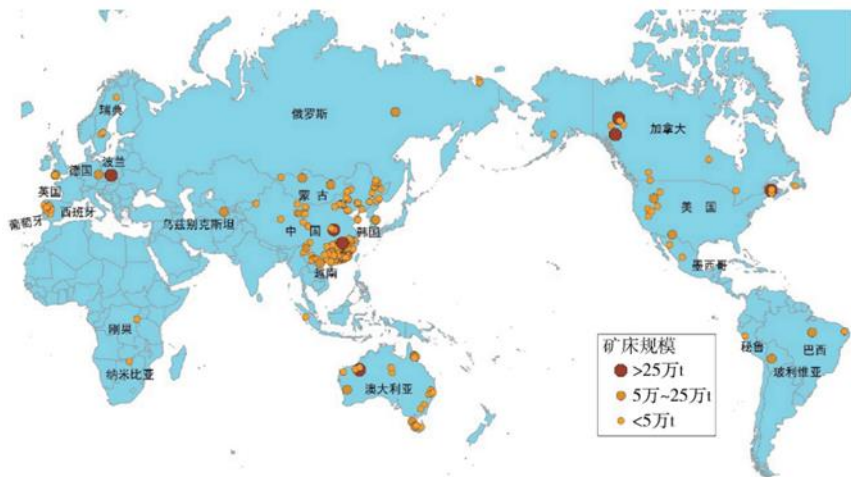 瑞典
俄罗斯
加拿大
德国
波兰
英国
蒙古
葡萄牙
西班牙
乌兹别克斯坦
中国
韩国
美国
越南
墨西哥
刚果
纳米比亚
澳大利亚
秘鲁
巴西
玻利维亚
矿床规模
>25万t
5万~25万t
<5万t